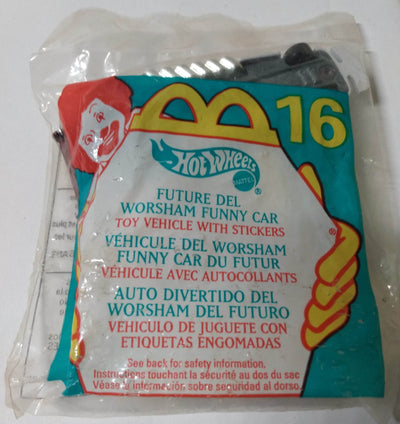 16
Hot Wheels
MATTEL
®
FUTURE DEL
WORSHAM FUNNY CAR
TOY VEHICLE WITH STICKERS
®
VÉHICULE DEL WORSHAM
FUNNY CAR DU FUTUR
VÉHICULE AVEC AUTOCOLLANTS
AUTO DIVERTIDO DEL
WORSHAM DEL FUTURO
VEHÍCULO DE JUGUETE CON
ETIQUETAS ENGOMADAS
See back for safety information.
Instructions touchant la sécurité au dos du sac
Véase la información sobre seguridad al dorso.